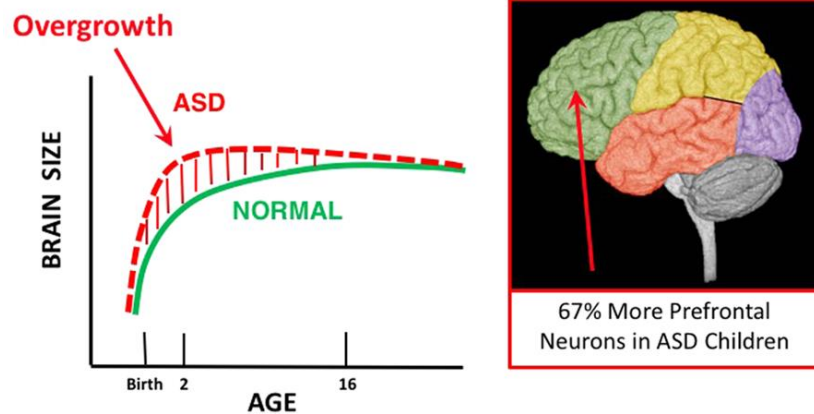 Overgrowth
ASD
NORMAL
BRAIN SIZE
Birth 2 16
AGE
67% More Prefrontal
Neurons in ASD Children